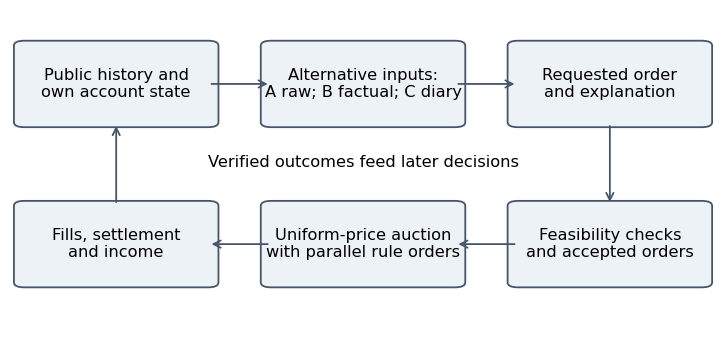 Public history and
own account state
Alternative inputs:
A raw; B factual; C diary
Requested order
and explanation
Verified outcomes feed later decisions
Fills, settlement
and income
Uniform-price auction
with parallel rule orders
Feasibility checks
and accepted orders